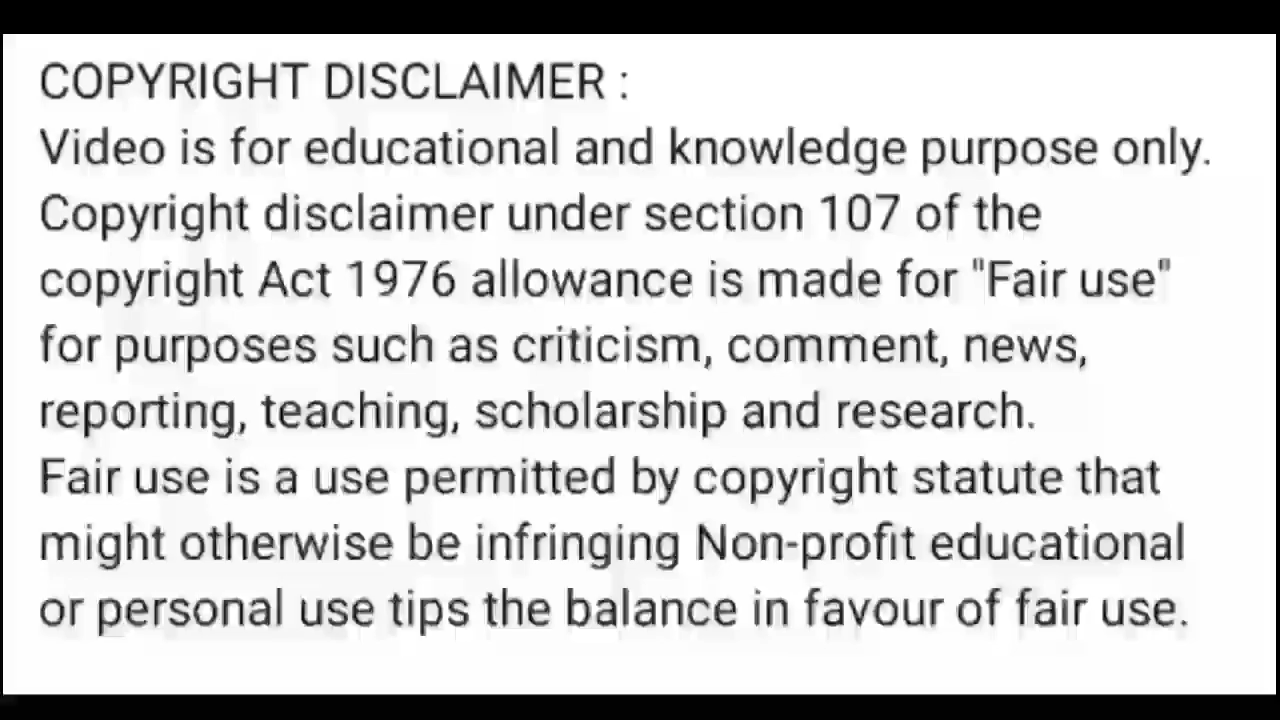 COPYRIGHT DISCLAIMER :
Video is for educational and knowledge purpose only.
Copyright disclaimer under section 107 of the
copyright Act 1976 allowance is made for "Fair use"
for purposes such as criticism, comment, news,
reporting, teaching, scholarship and research.
Fair use is a use permitted by copyright statute that
might otherwise be infringing Non-profit educational
or personal use tips the balance in favour of fair use.